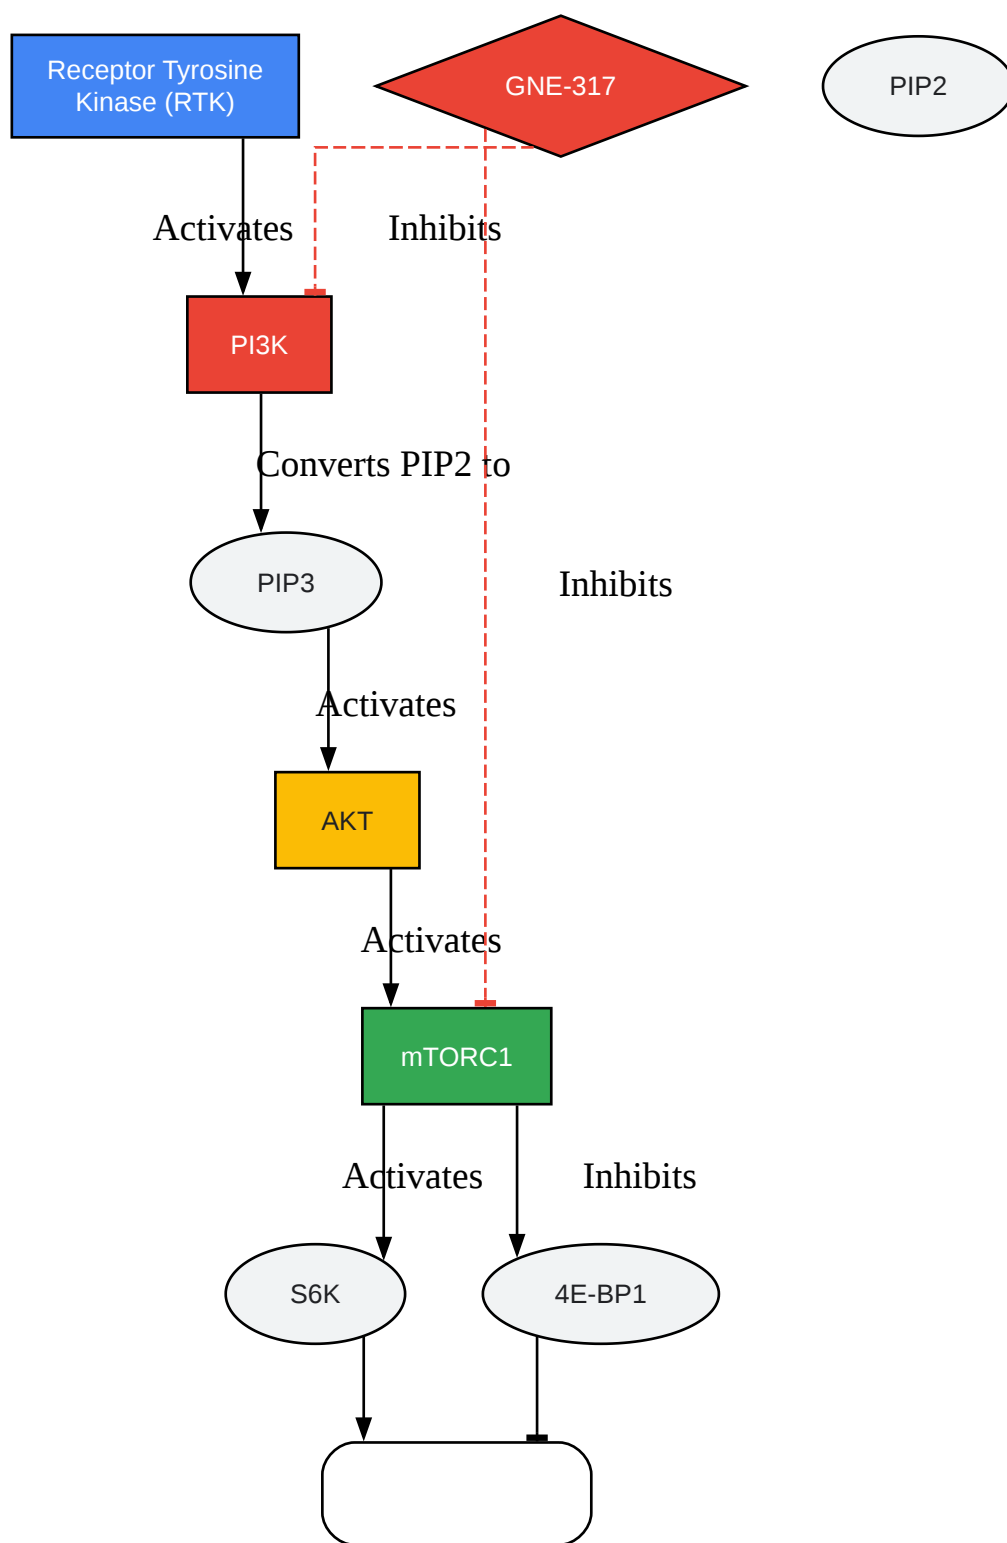 Receptor Tyrosine
Kinase (RTK)
GNE-317
PIP2
Activates
Inhibits
PI3K
Converts PIP2 to
PIP3
Inhibits
Activates
AKT
Activates
mTORC1
Activates
Inhibits
S6K
4E-BP1